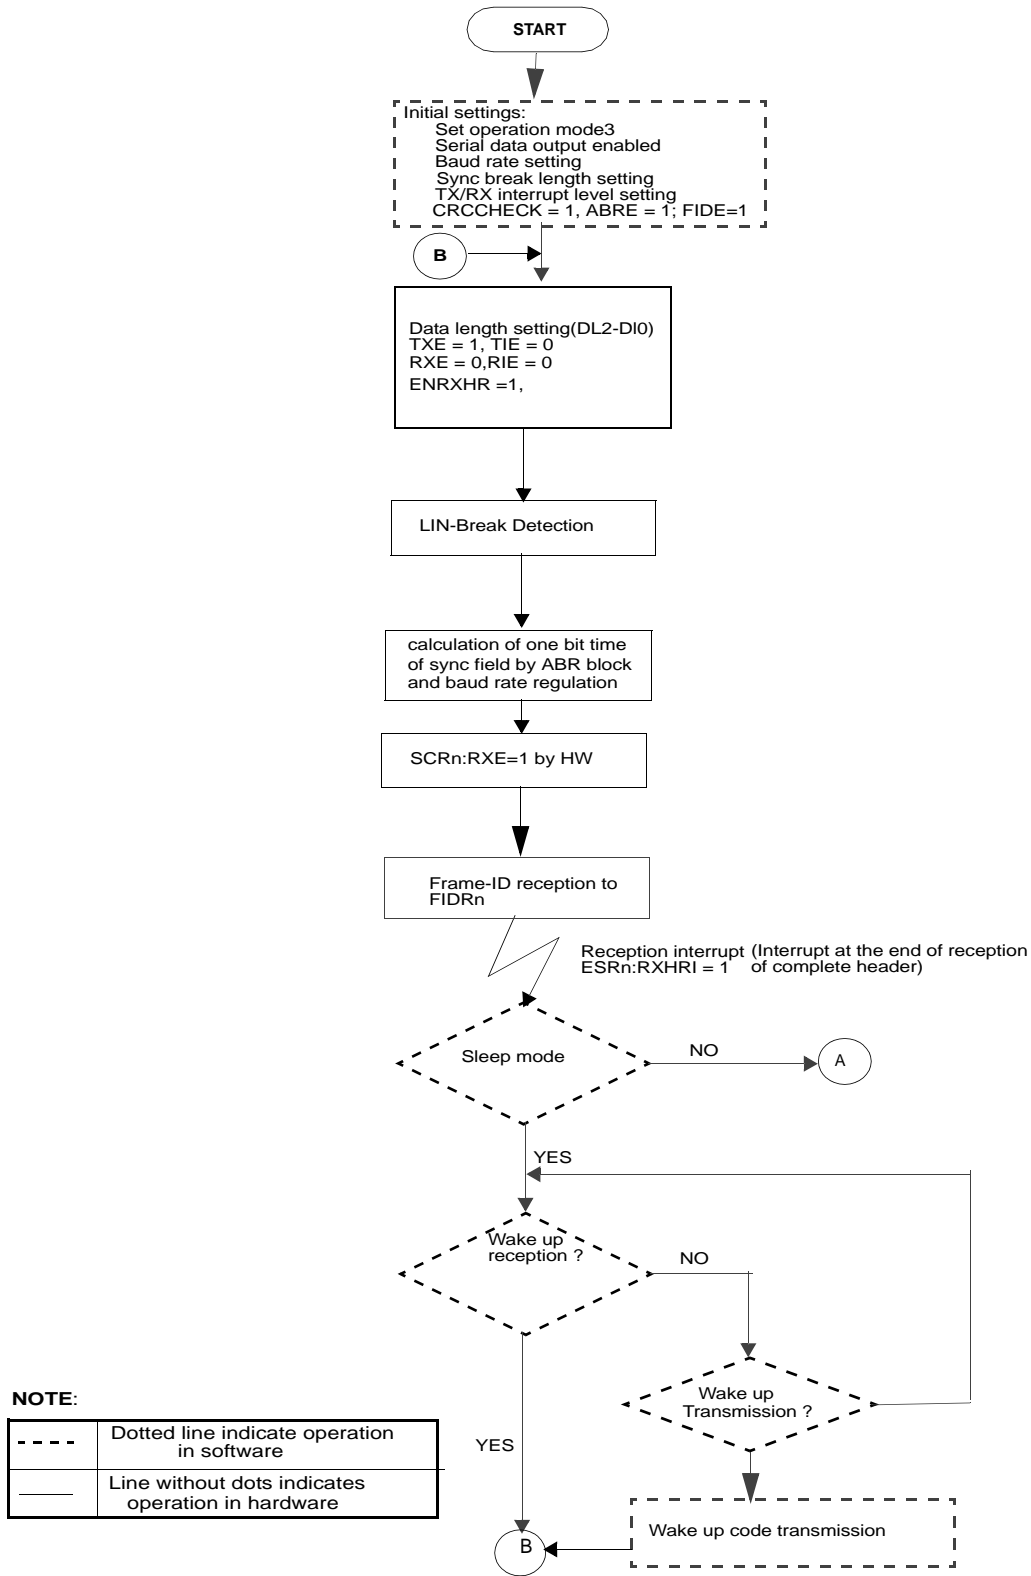 START
Initial settings:
Set operation mode3
Serial data output enabled
Baud rate setting
Sync break length setting
TX/RX interrupt level setting
CRCCHECK = 1, ABRE = 1; FIDE=1
B
Data length setting(DL2-Dl0)
TXE = 1, TIE = 0
RXE = 0,RIE = 0
ENRXHR =1,
LIN-Break Detection
calculation of one bit time
of sync field by ABR block
and baud rate regulation
SCRn:RXE=1 by HW
Frame-ID reception to
FIDRn
Reception interrupt (Interrupt at the end of reception
ESRn:RXHRI = 1 of complete header)
Sleep mode
NO
A
YES
Wake up
reception ?
NO
Wake up
Transmission ?
YES
Wake up code transmission
B
NOTE:
Dotted line indicate operation
in software
Line without dots indicates
operation in hardware